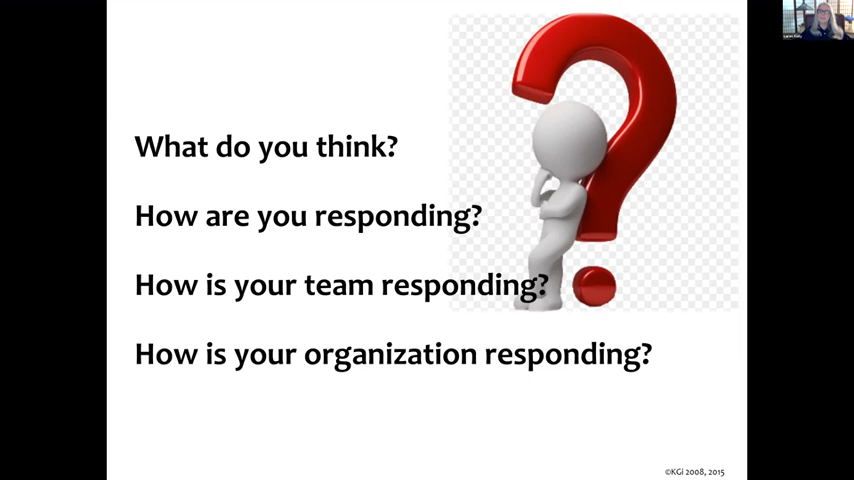 What do you think?
How are you responding?
How is your team responding?
How is your organization responding?
©KGi 2008, 2015